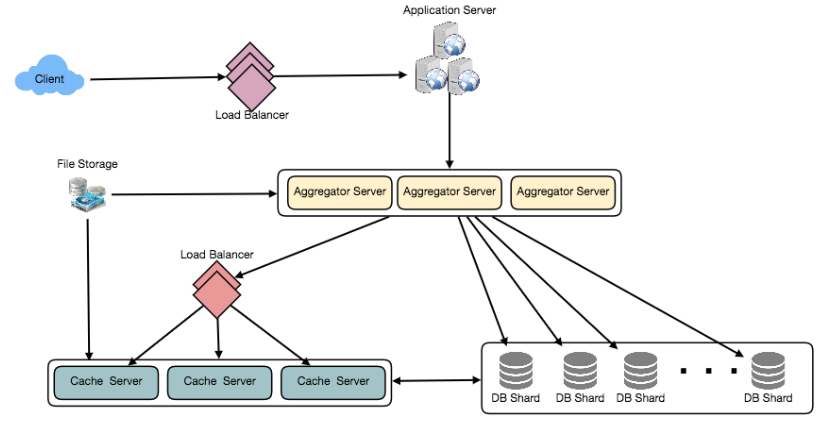 Application Server
Client
Load Balancer
File Storage
Aggregator Server
Aggregator Server
Aggregator Server
Load Balancer
Cache Server
Cache Server
Cache Server
DB Shard
DB Shard
DB Shard
DB Shard